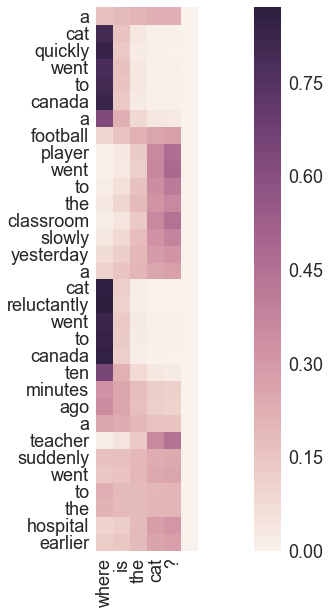 a
cat
quickly
went
to
canada
a
football
player
went
to
the
classroom
slowly
yesterday
a
cat
reluctantly
went
to
canada
ten
minutes
ago
a
teacher
suddenly
went
to
the
hospital
earlier
where
is
the
cat
?
0.75
0.60
0.45
0.30
0.15
0.00